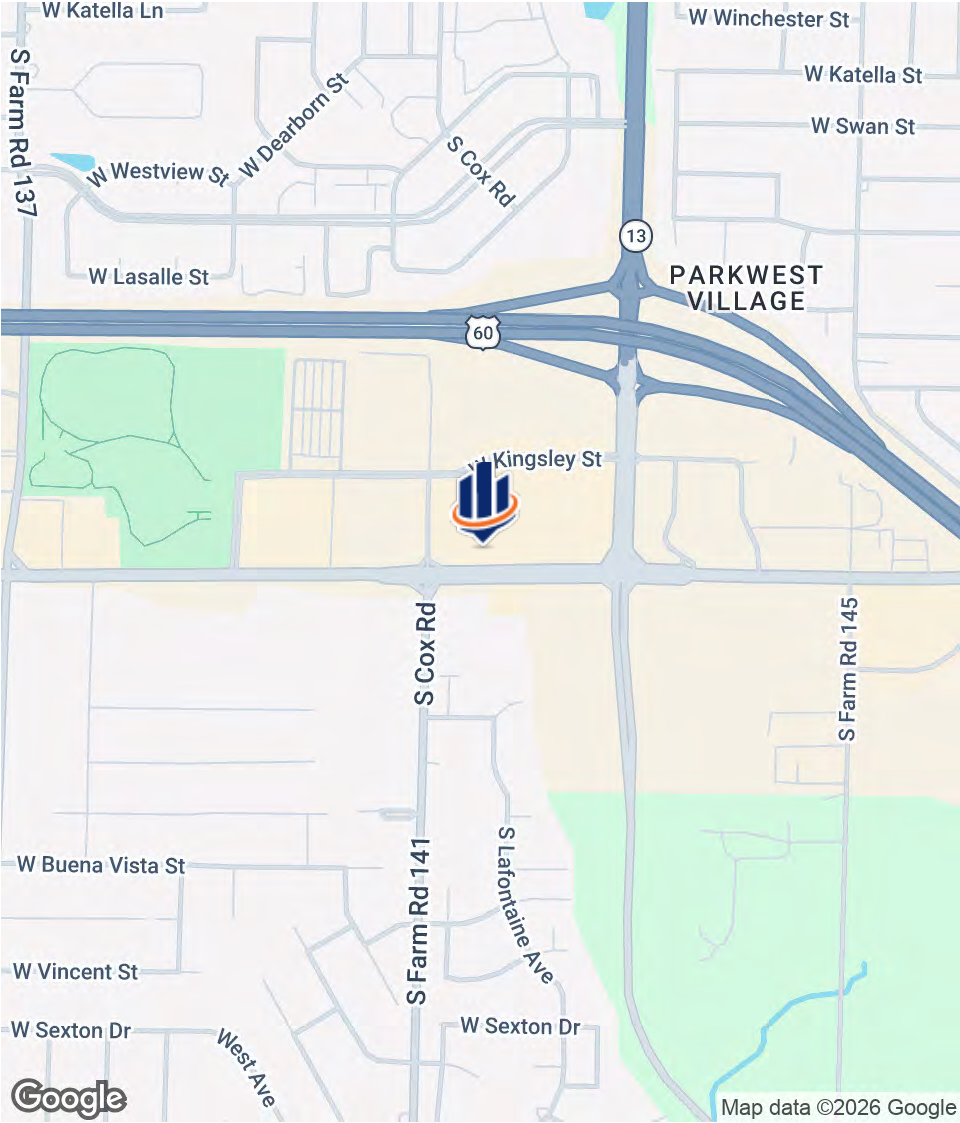 W Katella Ln
W Winchester St
W Katella St
S Farm Rd 137
W Dearborn St
W Swan St
S Cox Rd
W Westview St
13
W Lasalle St
PARKWEST
VILLAGE
60
W Kingsley St
S Cox Rd
S Farm Rd 145
S Lafontaine Ave
W Buena Vista St
S Farm Rd 141
W Vincent St
W Sexton Dr
W Sexton Dr
West Ave
Google
Map data ©2026 Google